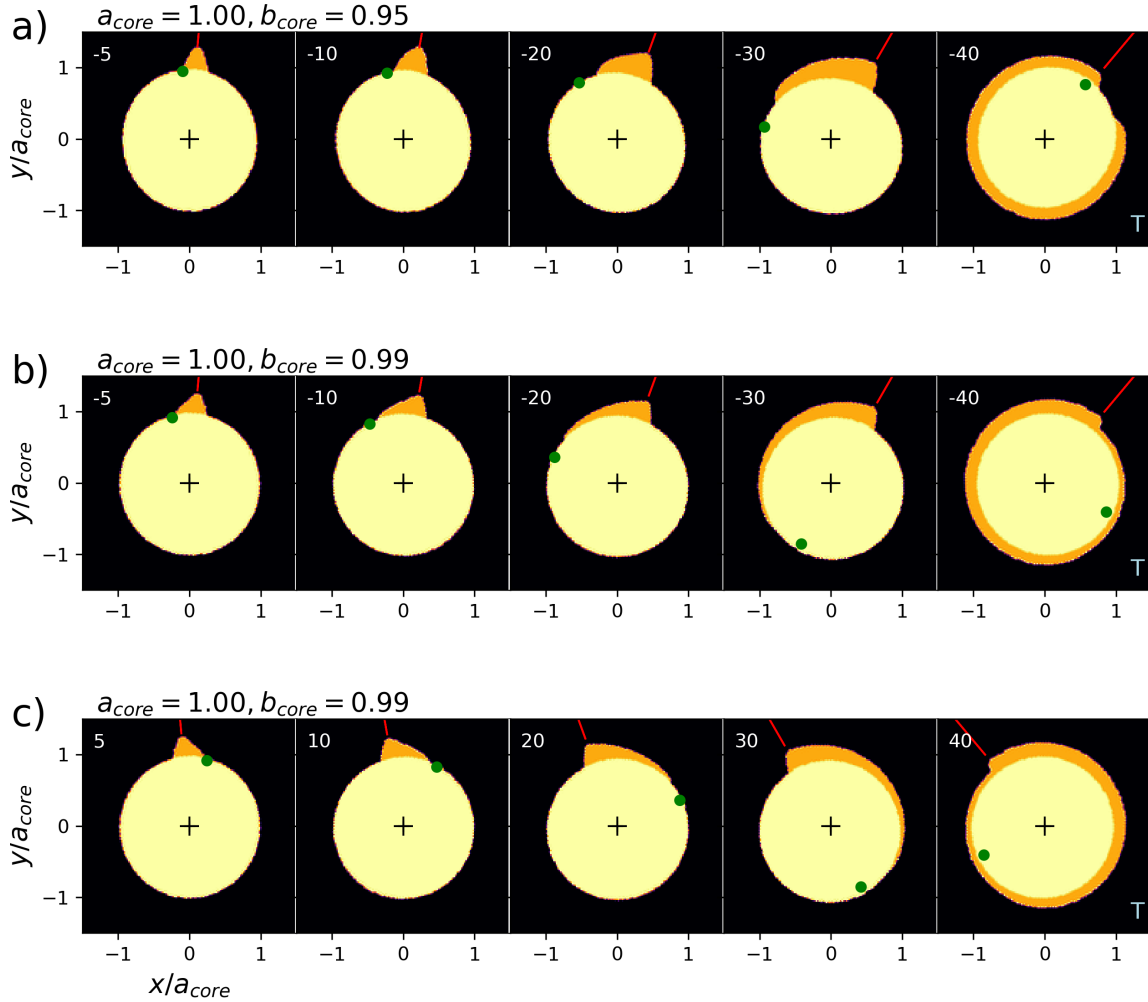 a) a_core = 1.00, b_core = 0.95
-5 -10 -20 -30 -40
y/a_core
1
0
−1
T
−1 0 1 −1 0 1 −1 0 1 −1 0 1 −1 0 1
b) a_core = 1.00, b_core = 0.99
-5 -10 -20 -30 -40
y/a_core
1
0
−1
T
−1 0 1 −1 0 1 −1 0 1 −1 0 1 −1 0 1
c) a_core = 1.00, b_core = 0.99
5 10 20 30 40
y/a_core
1
0
−1
T
−1 0 1 −1 0 1 −1 0 1 −1 0 1 −1 0 1
x/a_core